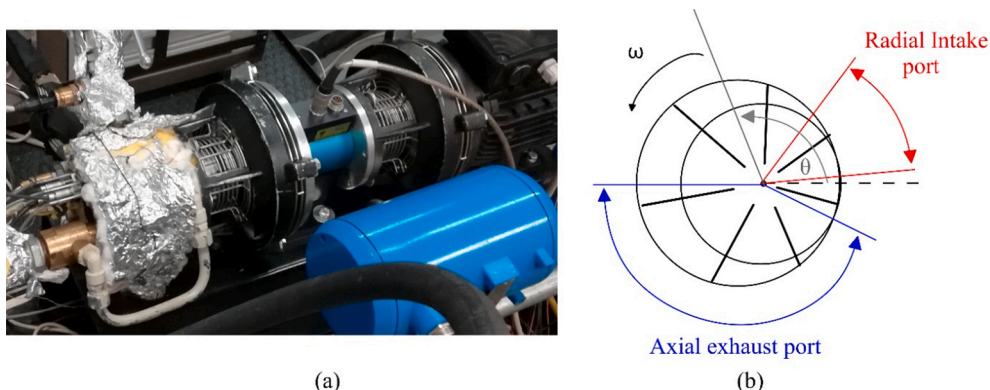 ω
Radial Intake
port
θ
Axial exhaust port
(a)
(b)